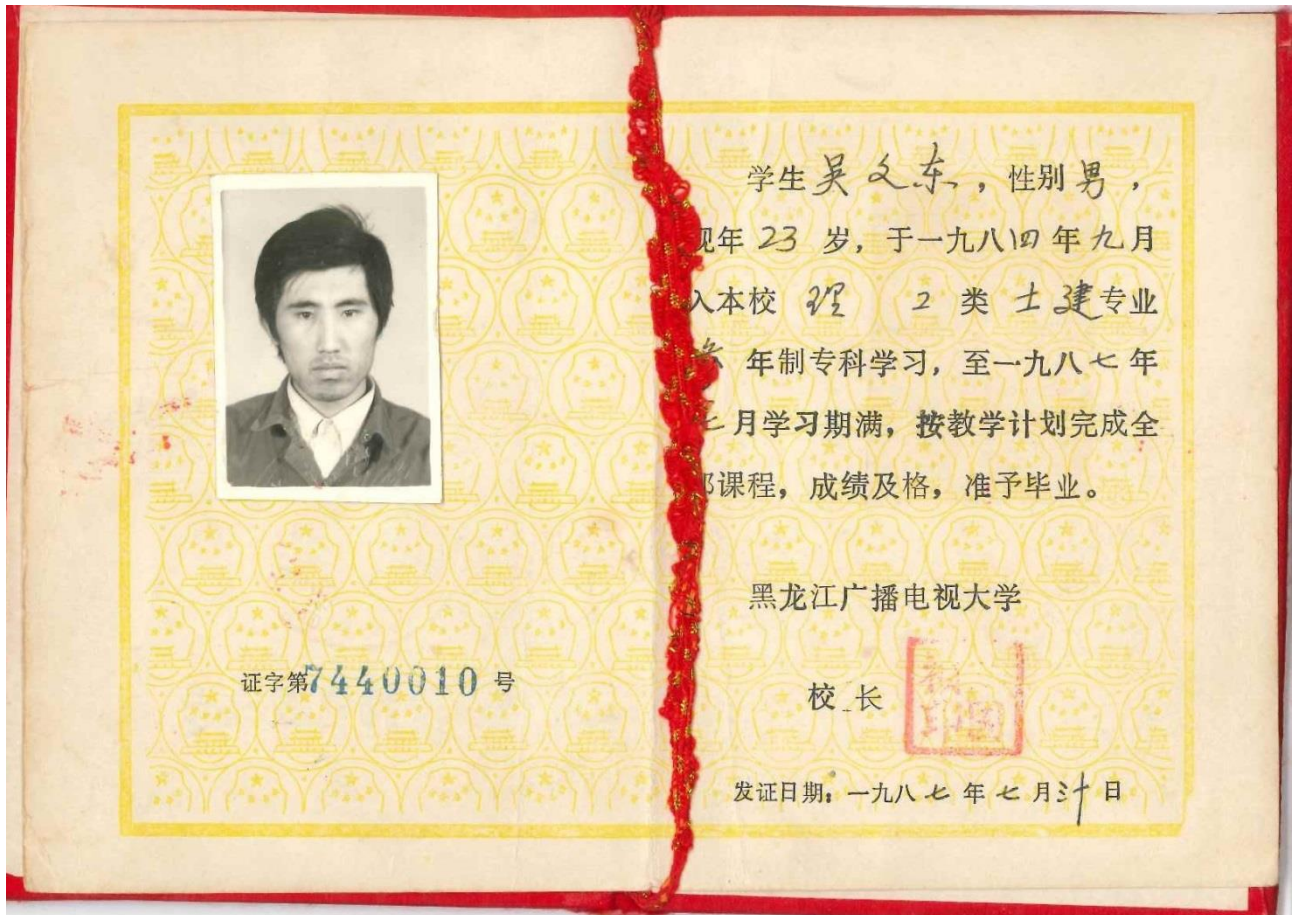 证字第7440010号
学生吴文东,性别男,
现年23岁,于一九八四年九月
入本校理工类土建专业
年制专科学习,至一九八七年
七月学习期满,按教学计划完成全
部课程,成绩及格,准予毕业。
黑龙江广播电视大学
校长
发证日期:一九八七年七月卅日